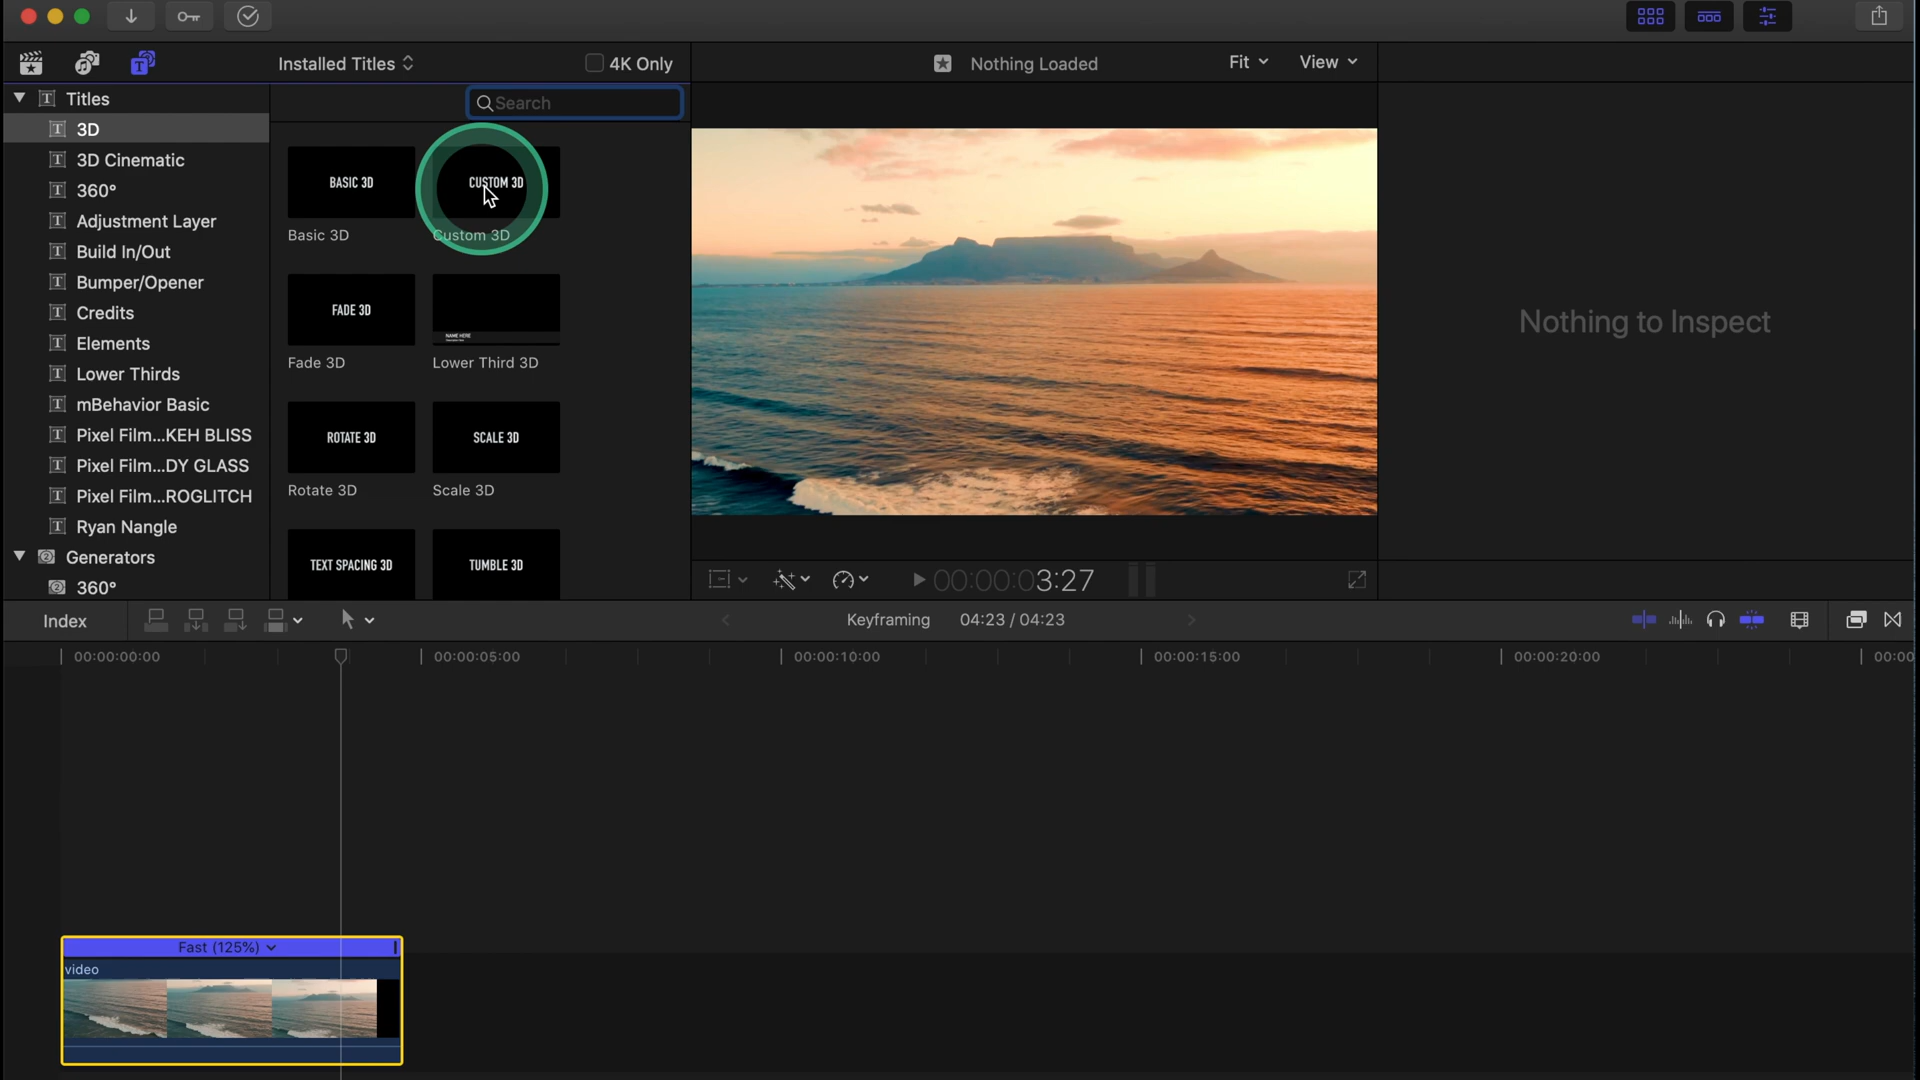 Installed Titles
4K Only
Nothing Loaded
Fit
View
Titles
3D
3D Cinematic
360°
Adjustment Layer
Build In/Out
Bumper/Opener
Credits
Elements
Lower Thirds
mBehavior Basic
Pixel Film...KEH BLISS
Pixel Film...DY GLASS
Pixel Film...ROGLITCH
Ryan Nangle
Generators
360°
Search
BASIC 3D
CUSTOM 3D
Basic 3D
Custom 3D
FADE 3D
NAME HERE
Fade 3D
Lower Third 3D
ROTATE 3D
SCALE 3D
Rotate 3D
Scale 3D
TEXT SPACING 3D
TUMBLE 3D
00:00:03:27
Nothing to Inspect
Index
Keyframing
04:23 / 04:23
00:00:00:00
00:00:05:00
00:00:10:00
00:00:15:00
00:00:20:00
00:00
Fast (125%)
video